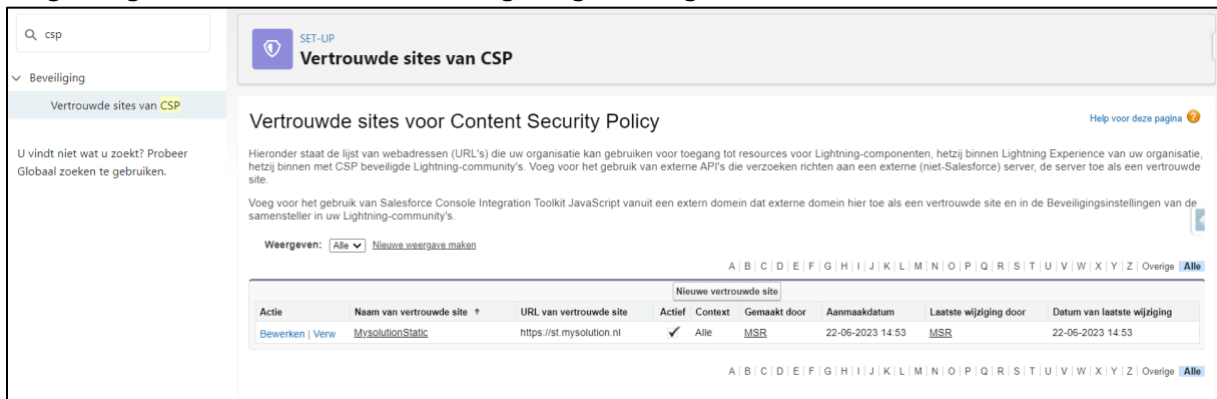 csp
SET-UP
Vertrouwde sites van CSP
Beveiliging
Vertrouwde sites van CSP
U vindt niet wat u zoekt? Probeer
Globaal zoeken te gebruiken.
Vertrouwde sites voor Content Security Policy
Help voor deze pagina ?
Hieronder staat de lijst van webadressen (URL's) die uw organisatie kan gebruiken voor toegang tot resources voor Lightning-componenten, hetzij binnen Lightning Experience van uw organisatie,
hetzij binnen met CSP beveiligde Lightning-community's. Voeg voor het gebruik van externe API's die verzoeken richten aan een externe (niet-Salesforce) server, de server toe als een vertrouwde
site.
Voeg voor het gebruik van Salesforce Console Integration Toolkit JavaScript vanuit een extern domein dat externe domein hier toe als een vertrouwde site en in de Beveiligingsinstellingen van de
samensteller in uw Lightning-community's.
Weergeven: Alle Nieuwe weergave maken
A | B | C | D | E | F | G | H | I | J | K | L | M | N | O | P | Q | R | S | T | U | V | W | X | Y | Z | Overige Alle
Nieuwe vertrouwde site
Actie Naam van vertrouwde site ↑ URL van vertrouwde site Actief Context Gemaakt door Aanmaakdatum Laatste wijziging door Datum van laatste wijziging
Bewerken | Verw MysolutionStatic https://st.mysolution.nl ✓ Alle MSR 22-06-2023 14:53 MSR 22-06-2023 14:53
A | B | C | D | E | F | G | H | I | J | K | L | M | N | O | P | Q | R | S | T | U | V | W | X | Y | Z | Overige Alle